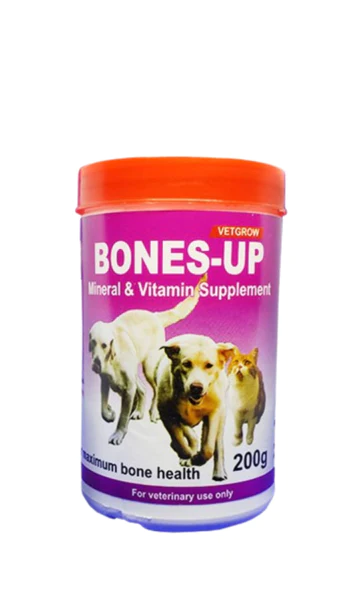 VETGROW
BONES-UP
Mineral & Vitamin Supplement
maximum bone health
200g
For veterinary use only